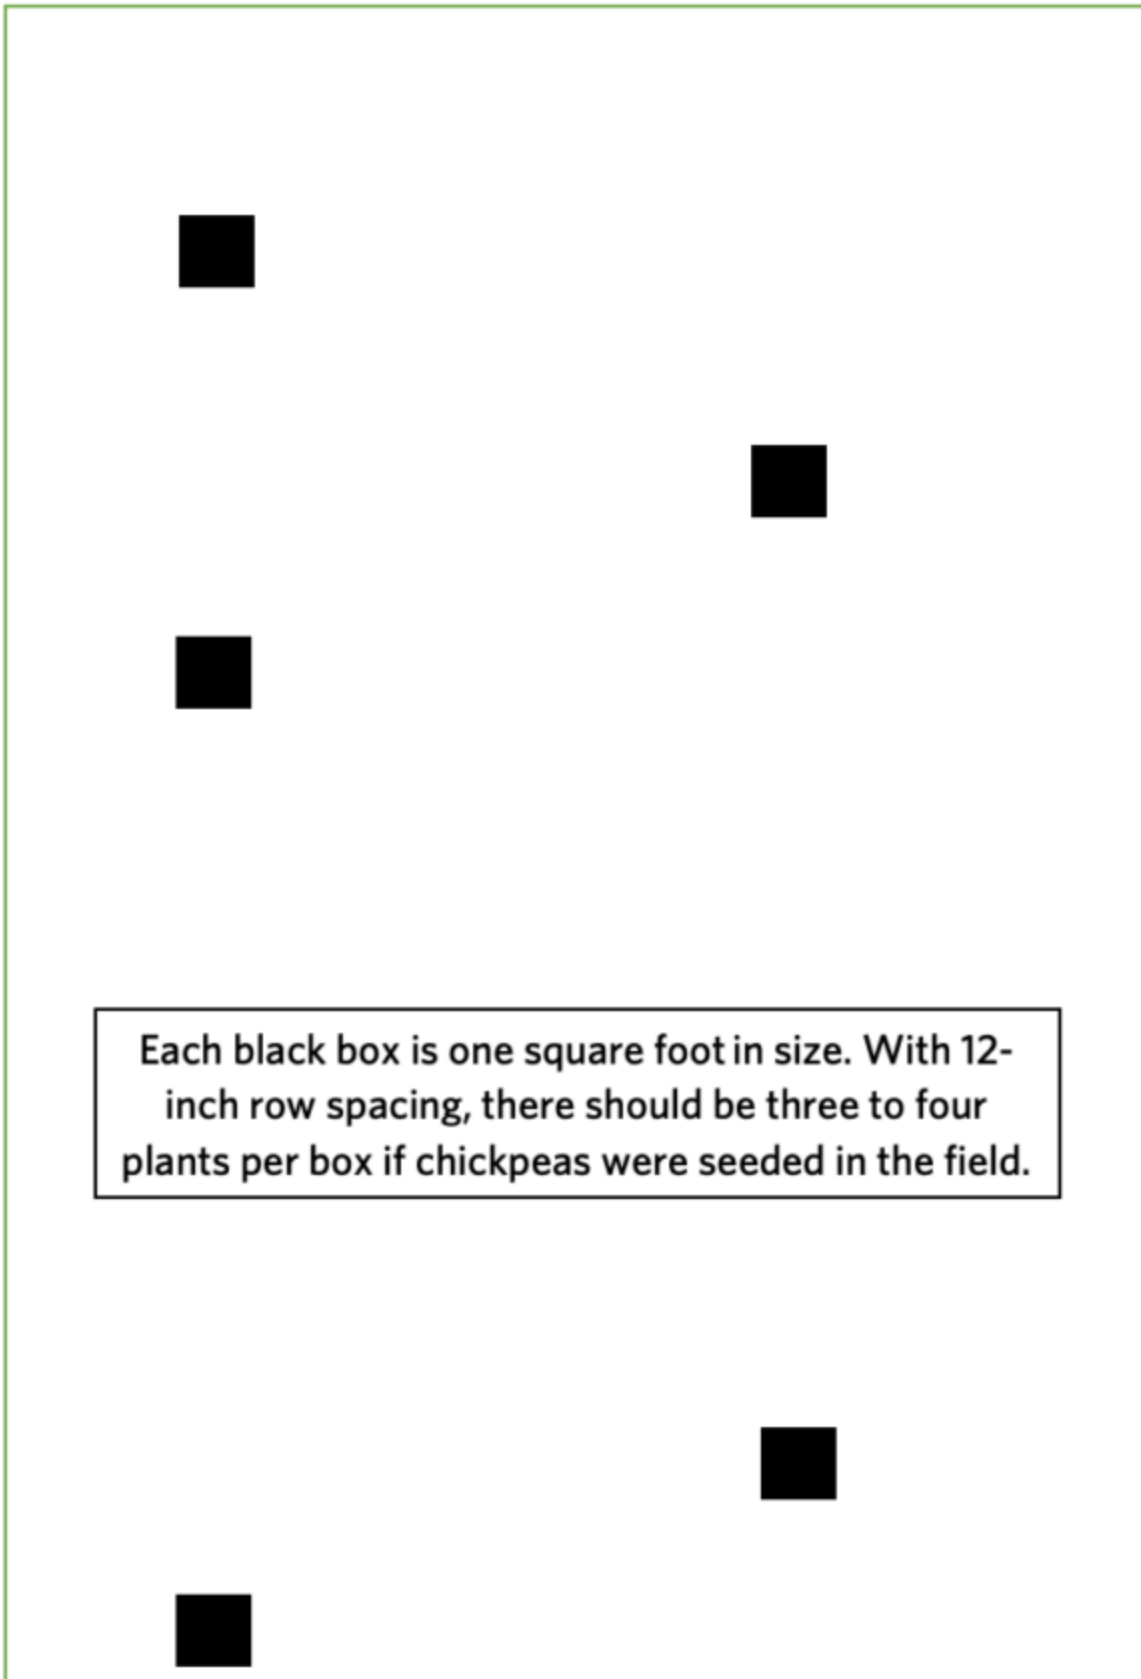 Each black box is one square foot in size. With 12-
inch row spacing, there should be three to four
plants per box if chickpeas were seeded in the field.